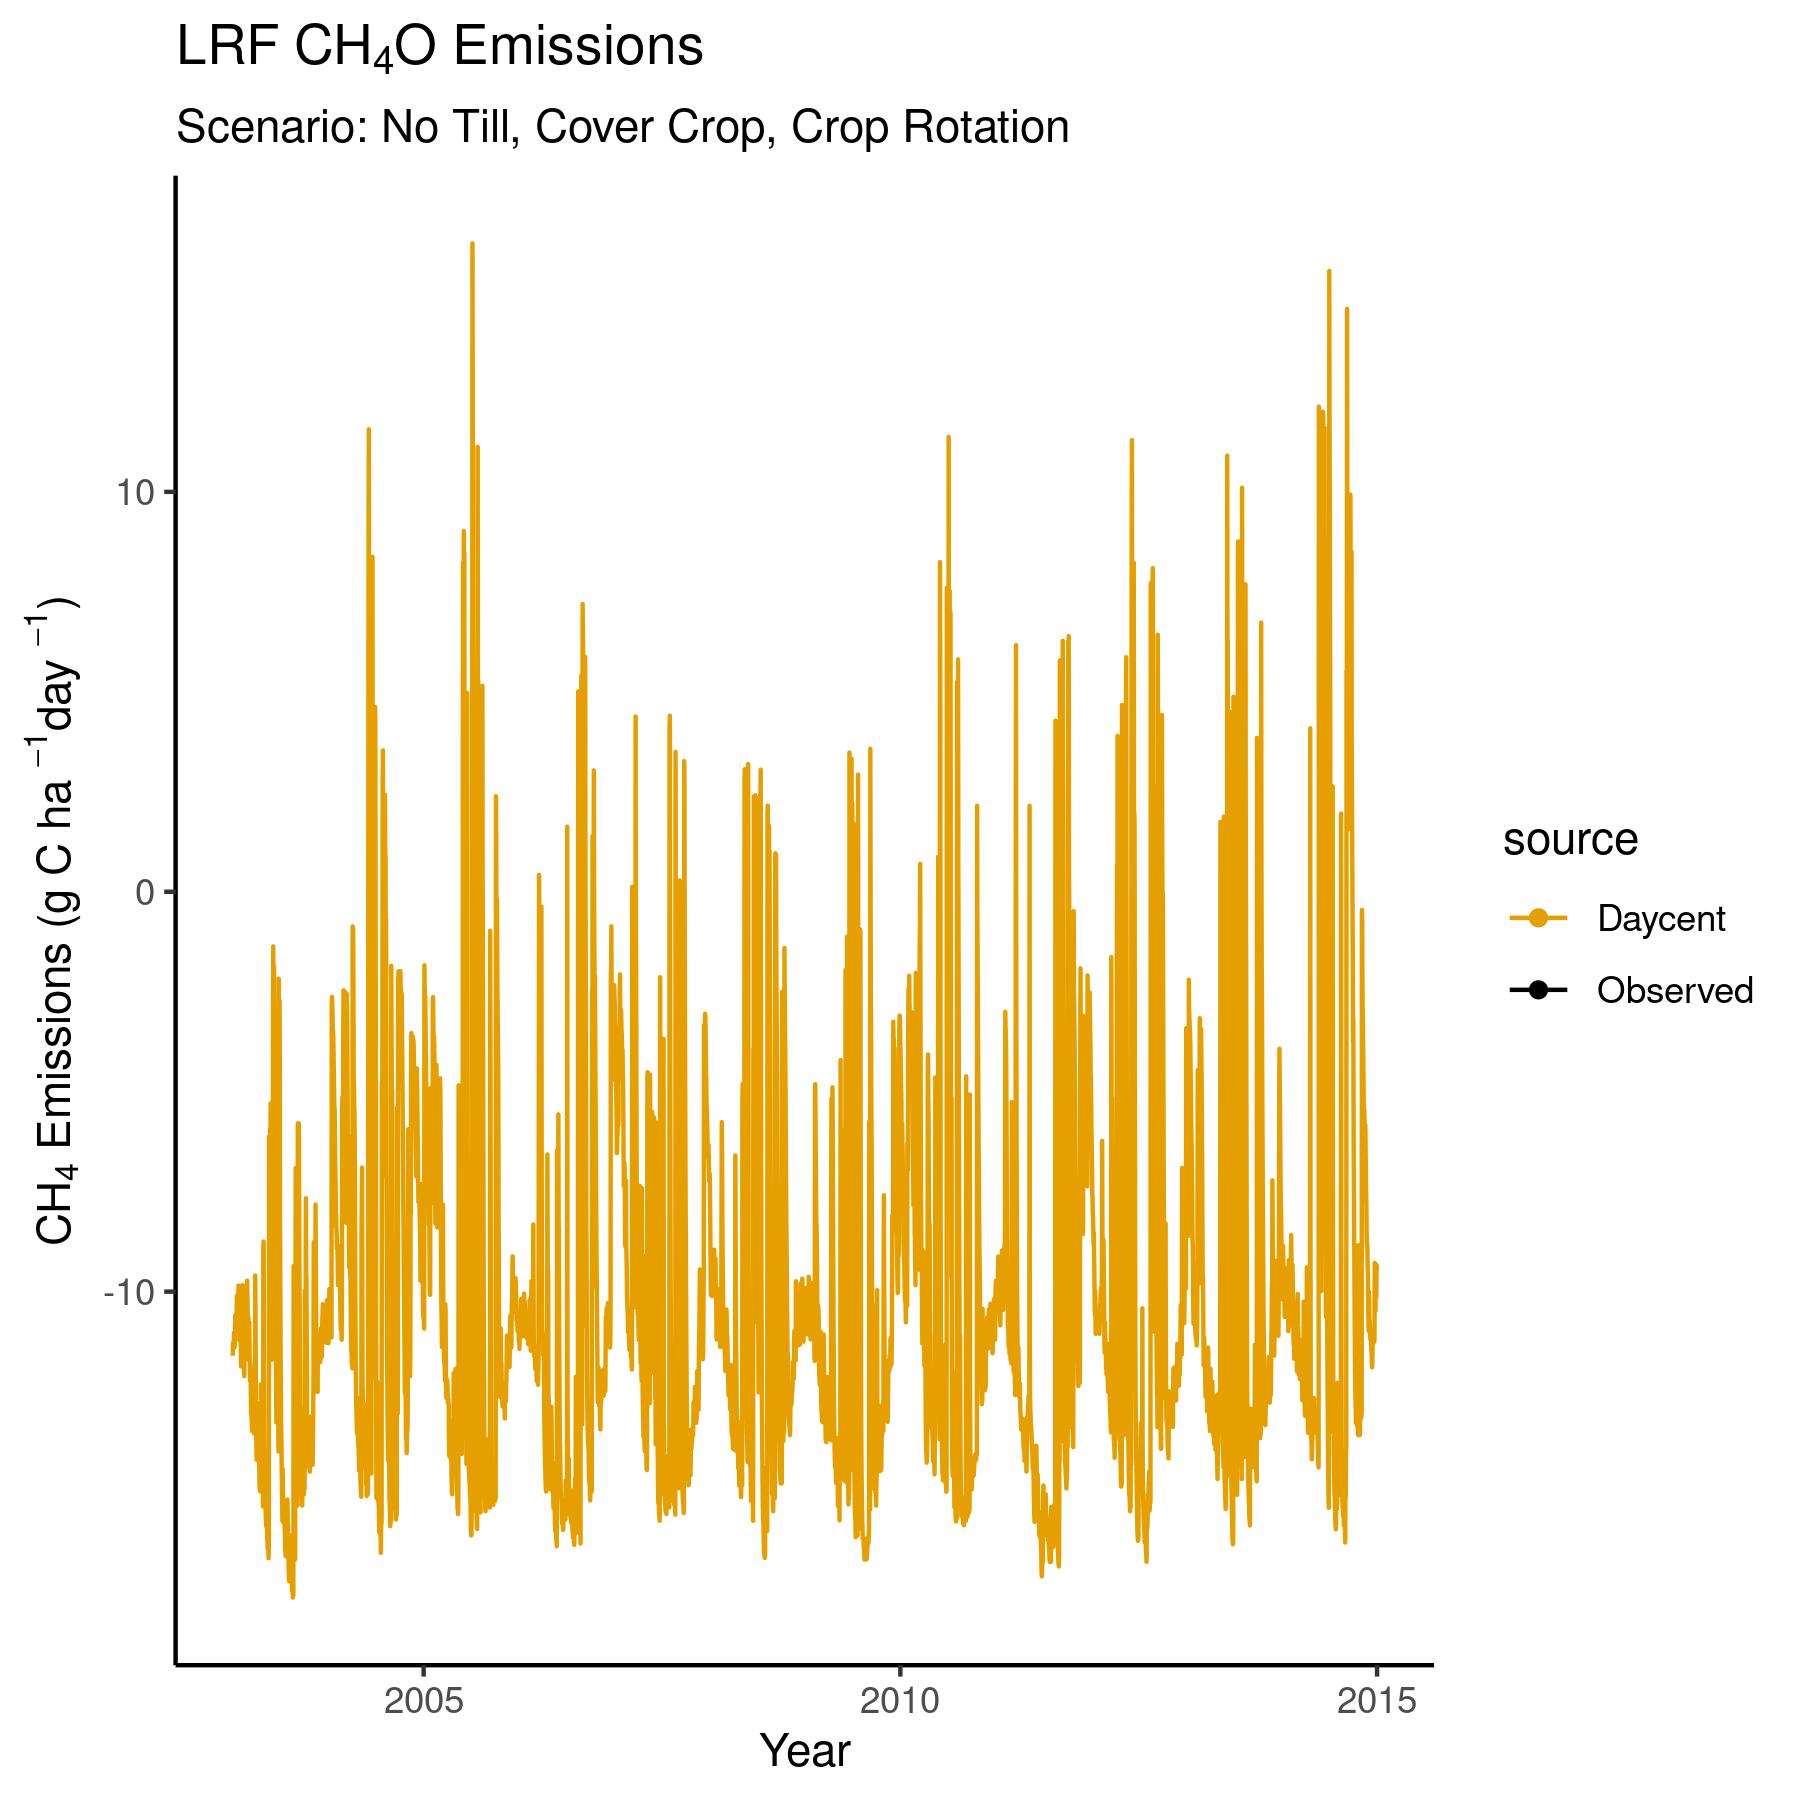 LRF CH₄O Emissions
Scenario: No Till, Cover Crop, Crop Rotation
CH₄ Emissions (g C ha ⁻¹day ⁻¹)
10
0
-10
2005 2010 2015
Year
source
Daycent
Observed